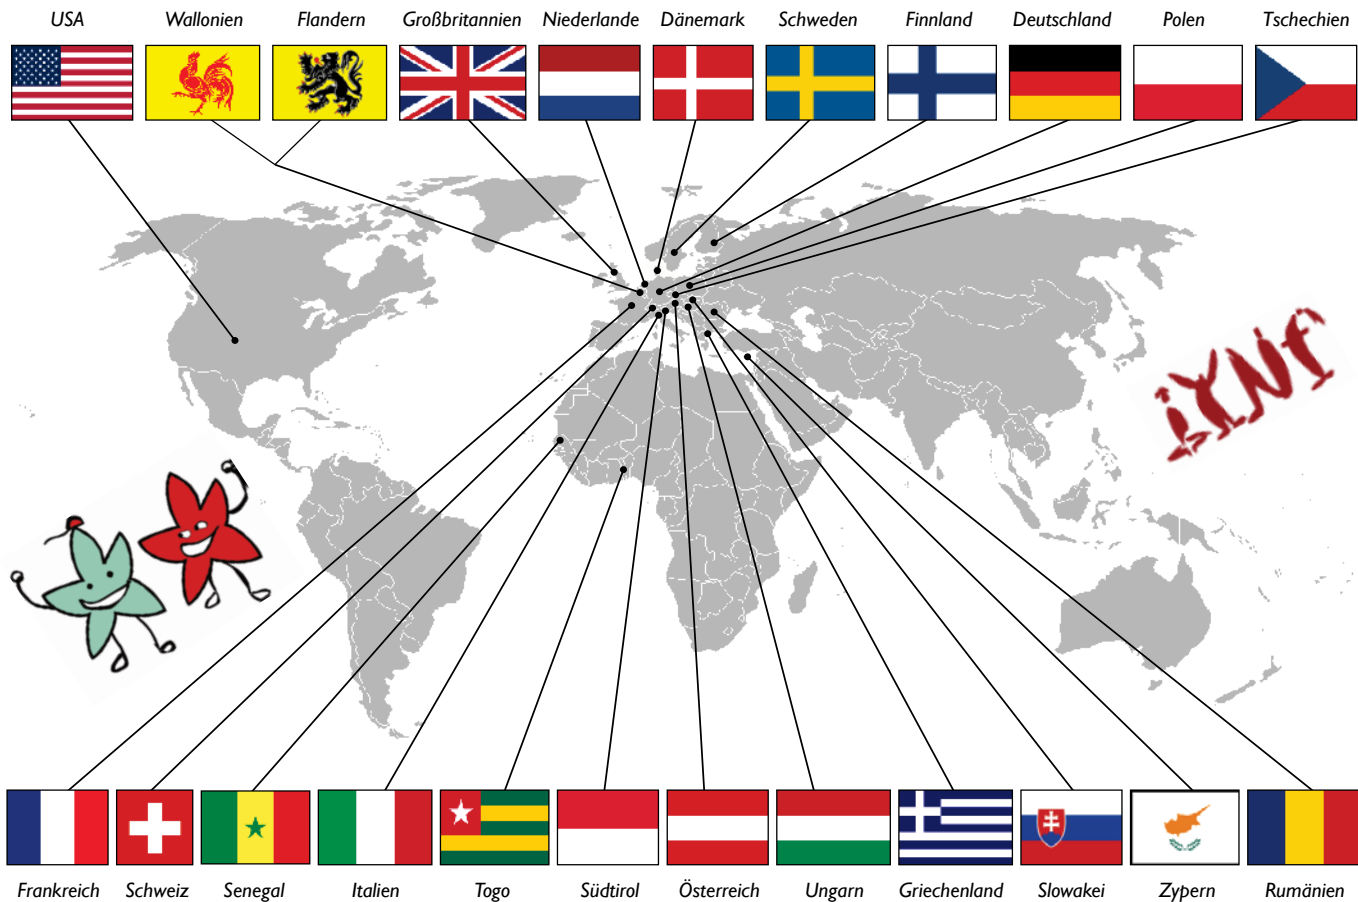 USA Wallonien Flandern Großbritannien Niederlande Dänemark Schweden Finnland Deutschland Polen Tschechien
iYNf
Frankreich Schweiz Senegal Italien Togo Südtirol Österreich Ungarn Griechenland Slowakei Zypern Rumänien